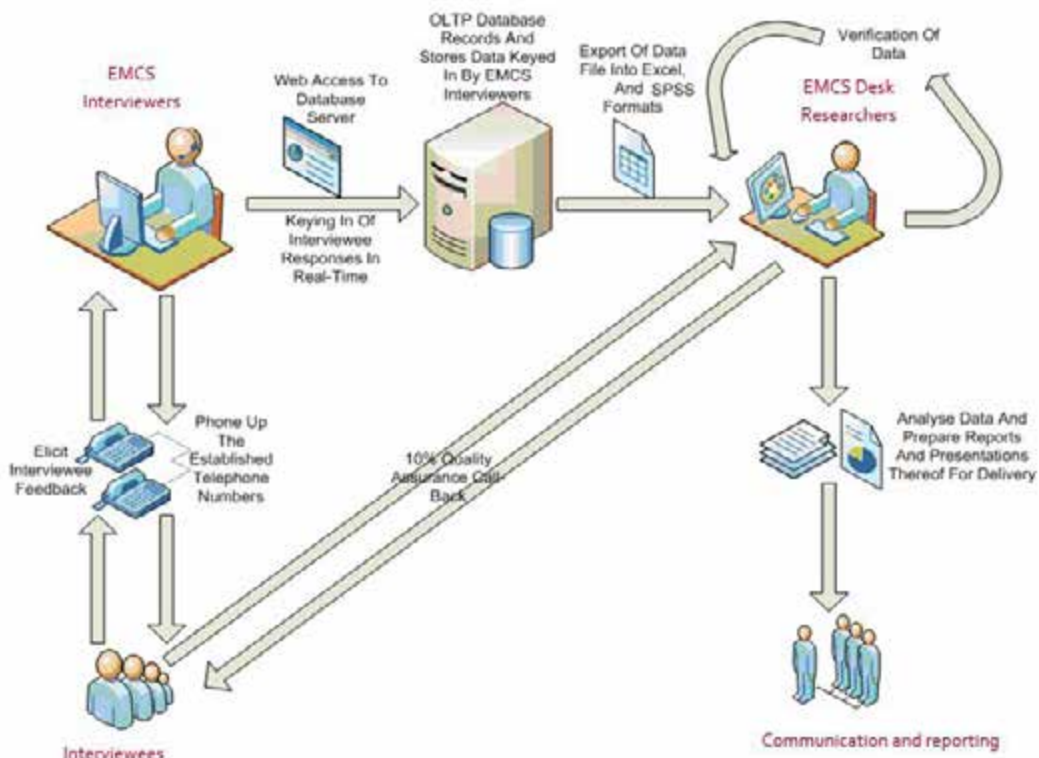 EMCS
Interviewers
Web Access To
Database
Server
OLTP Database
Records And
Stores Data Keyed
In By EMCS
Interviewers
Export Of Data
File Into Excel,
And SPSS
Formats
Verification Of
Data
EMCS Desk
Researchers
Keying In Of
Interviewee
Responses In
Real-Time
Elicit
Interviewee
Feedback
Phone Up
The
Established
Telephone
Numbers
10% Quality
Assurance Call-
Back
Analyse Data And
Prepare Reports
And Presentations
Thereof For Delivery
Interviewees
Communication and reporting